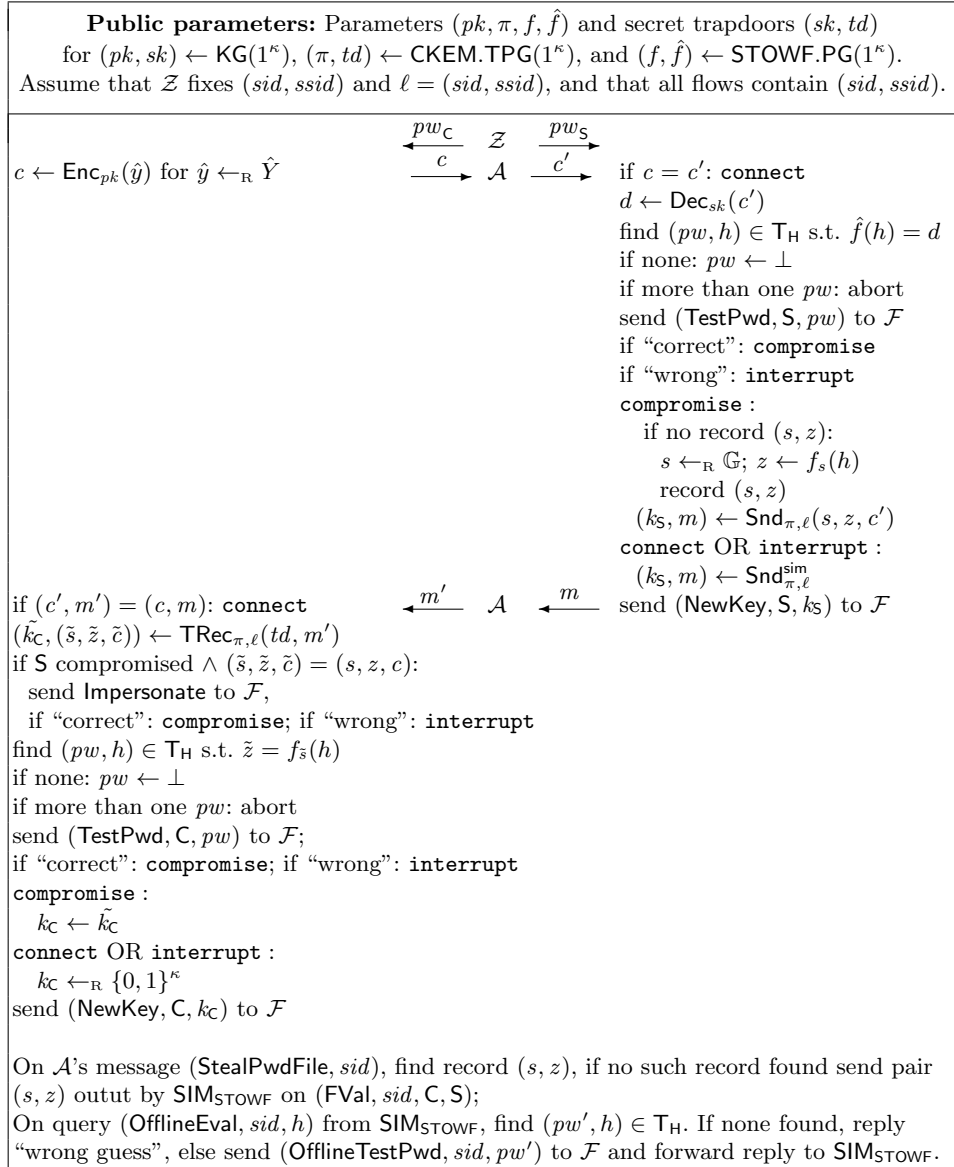 Public parameters: Parameters (pk, π, f, f̂) and secret trapdoors (sk, td)
for (pk, sk) ← KG(1^κ), (π, td) ← CKEM.TPG(1^κ), and (f, f̂) ← STOWF.PG(1^κ).
Assume that 𝒵 fixes (sid, ssid) and ℓ = (sid, ssid), and that all flows contain (sid, ssid).
pw_C 𝒵 pw_S
c ← Enc_pk(ŷ) for ŷ ←_R Ŷ
c 𝒜 c′
if c = c′: connect
d ← Dec_sk(c′)
find (pw, h) ∈ T_H s.t. f̂(h) = d
if none: pw ← ⊥
if more than one pw: abort
send (TestPwd, S, pw) to ℱ
if “correct”: compromise
if “wrong”: interrupt
compromise :
if no record (s, z):
s ←_R 𝔾; z ← f_s(h)
record (s, z)
(k_S, m) ← Snd_π,ℓ(s, z, c′)
connect OR interrupt :
(k_S, m) ← Snd^sim_π,ℓ
send (NewKey, S, k_S) to ℱ
m′ 𝒜 m
if (c′, m′) = (c, m): connect
(k̃_C, (s̃, z̃, c̃)) ← TRec_π,ℓ(td, m′)
if S compromised ∧ (s̃, z̃, c̃) = (s, z, c):
send Impersonate to ℱ,
if “correct”: compromise; if “wrong”: interrupt
find (pw, h) ∈ T_H s.t. z̃ = f_s̃(h)
if none: pw ← ⊥
if more than one pw: abort
send (TestPwd, C, pw) to ℱ;
if “correct”: compromise; if “wrong”: interrupt
compromise :
k_C ← k̃_C
connect OR interrupt :
k_C ←_R {0, 1}^κ
send (NewKey, C, k_C) to ℱ
On 𝒜's message (StealPwdFile, sid), find record (s, z), if no such record found send pair
(s, z) outut by SIM_STOWF on (FVal, sid, C, S);
On query (OfflineEval, sid, h) from SIM_STOWF, find (pw′, h) ∈ T_H. If none found, reply
“wrong guess”, else send (OfflineTestPwd, sid, pw′) to ℱ and forward reply to SIM_STOWF.